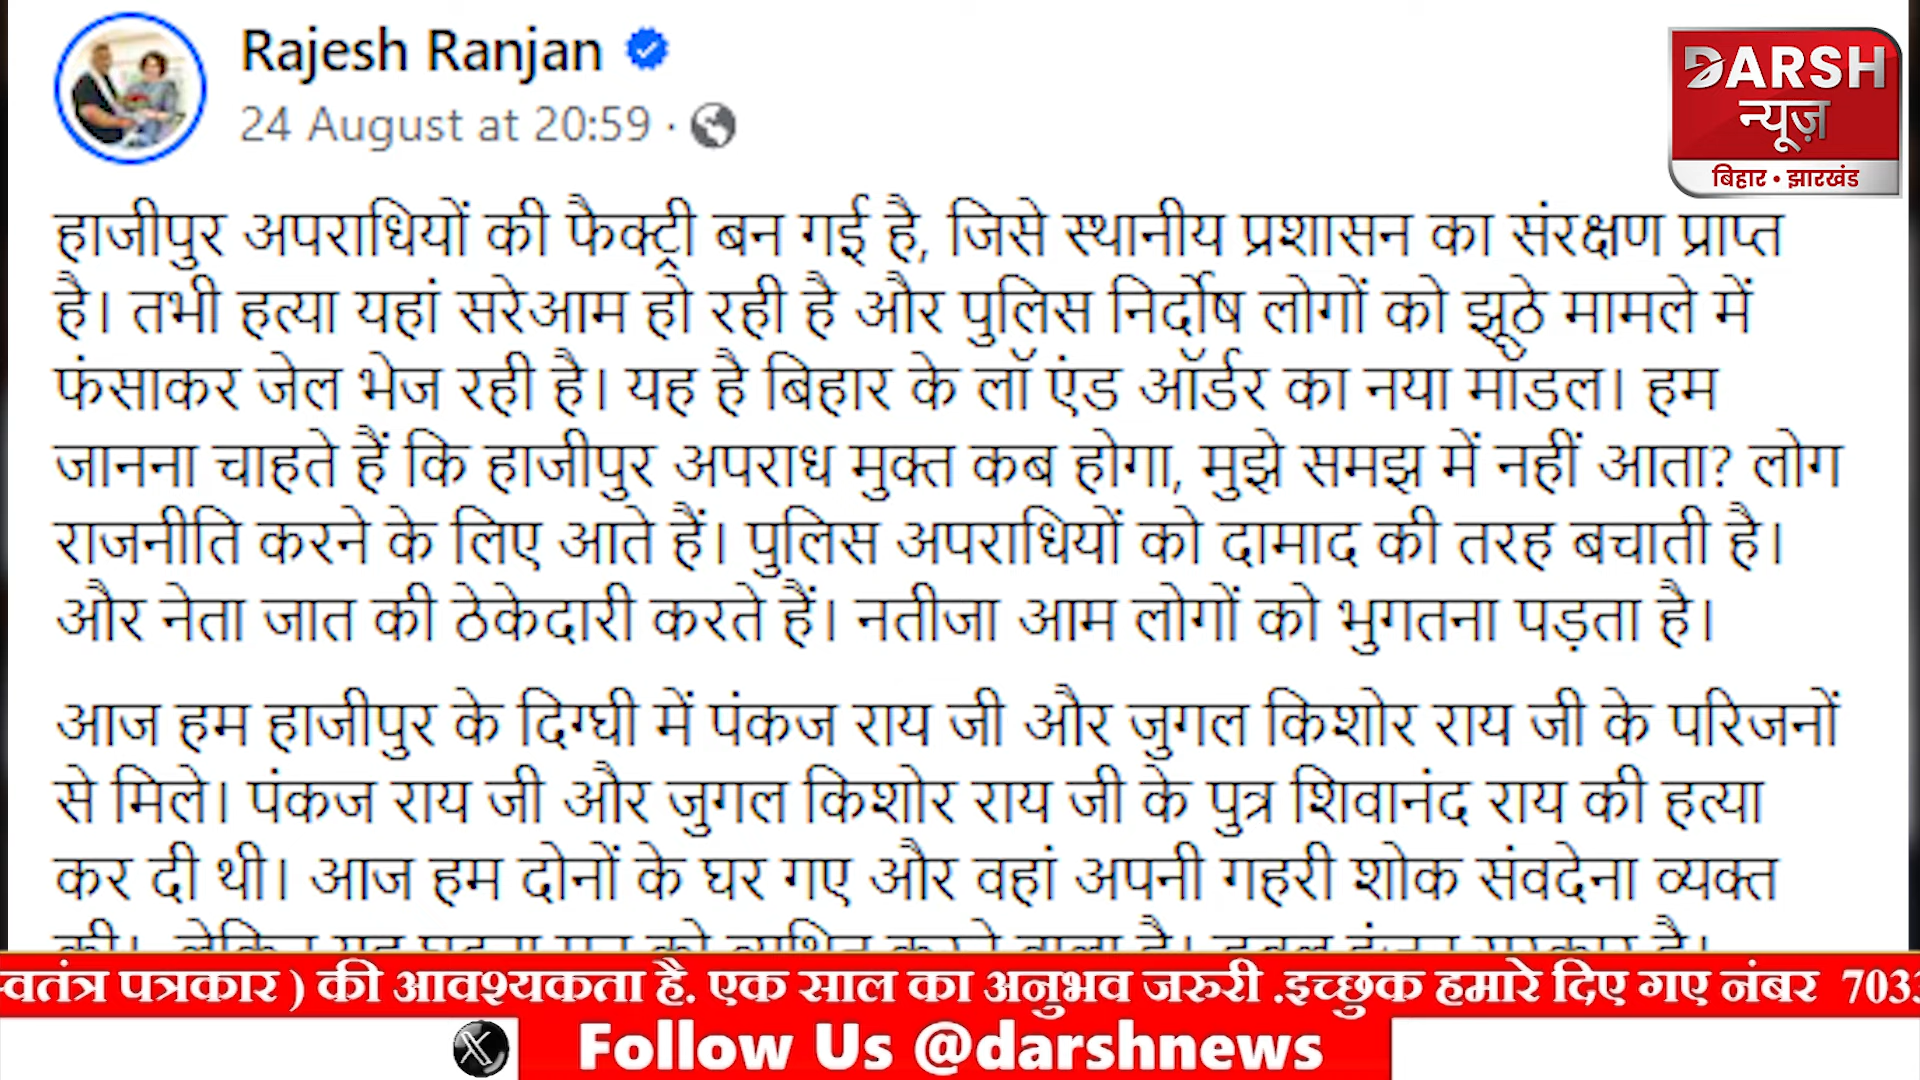 Rajesh Ranjan
24 August at 20:59 ·
DARSH
न्यूज़
बिहार • झारखंड
हाजीपुर अपराधियों की फैक्ट्री बन गई है, जिसे स्थानीय प्रशासन का संरक्षण प्राप्त
है। तभी हत्या यहां सरेआम हो रही है और पुलिस निर्दोष लोगों को झूठे मामले में
फंसाकर जेल भेज रही है। यह है बिहार के लॉ एंड ऑर्डर का नया मॉडल। हम
जानना चाहते हैं कि हाजीपुर अपराध मुक्त कब होगा, मुझे समझ में नहीं आता? लोग
राजनीति करने के लिए आते हैं। पुलिस अपराधियों को दामाद की तरह बचाती है।
और नेता जात की ठेकेदारी करते हैं। नतीजा आम लोगों को भुगतना पड़ता है।
आज हम हाजीपुर के दिग्घी में पंकज राय जी और जुगल किशोर राय जी के परिजनों
से मिले। पंकज राय जी और जुगल किशोर राय जी के पुत्र शिवानंद राय की हत्या
कर दी थी। आज हम दोनों के घर गए और वहां अपनी गहरी शोक संवदेना व्यक्त
पत्रकार ) की आवश्यकता है. एक साल का अनुभव जरुरी .इच्छुक हमारे दिए गए नंबर 7033
Follow Us @darshnews